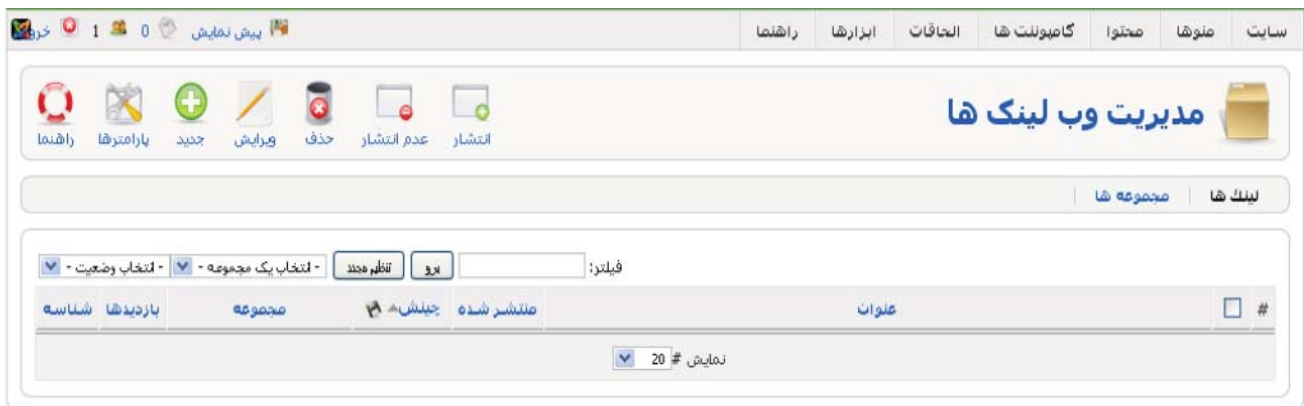 سایت منوها محتوا کامپوننت ها الحاقات ابزارها راهنما پیش نمایش 0 1 خروج
مدیریت وب لینک ها
انتشار عدم انتشار حذف ویرایش جدید پارامترها راهنما
لینک ها مجموعه ها
فیلتر: برو تنظیم مجدد - انتخاب یک مجموعه - - انتخاب وضعیت -
# عنوان منتشر شده چینش مجموعه بازدیدها شناسه
نمایش # 20